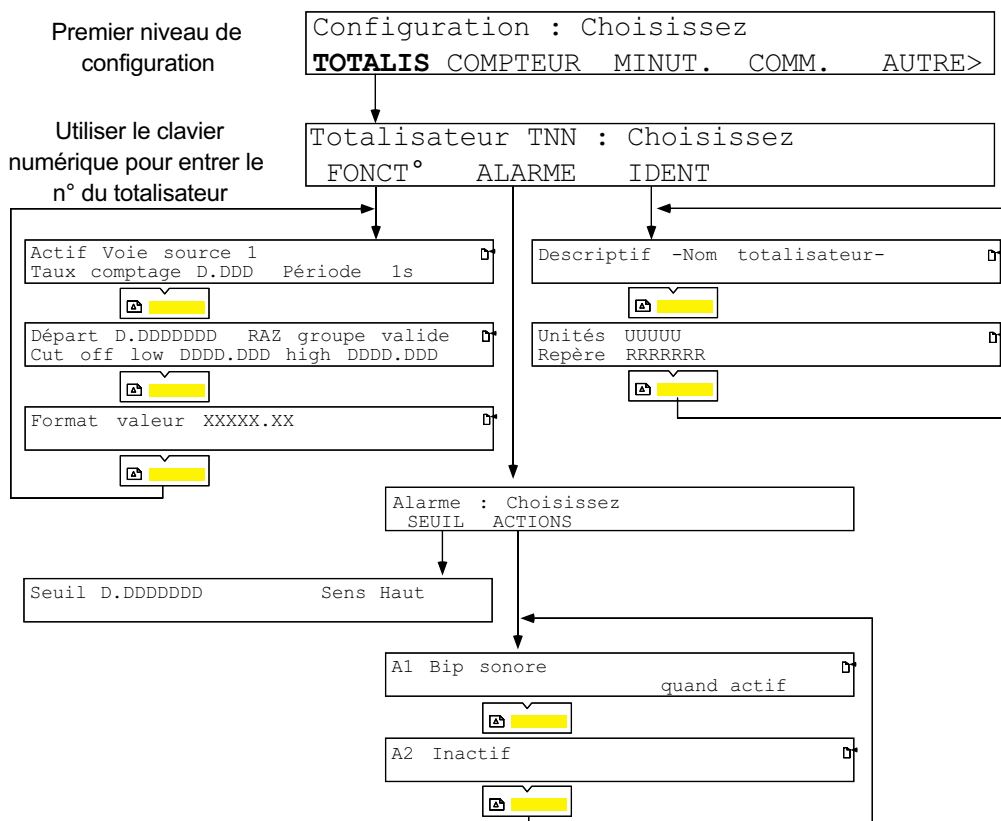 Premier niveau de
configuration
Configuration : Choisissez
TOTALIS COMPTEUR MINUT. COMM. AUTRE>
Utiliser le clavier
numérique pour entrer le
n° du totalisateur
Totalisateur TNN : Choisissez
FONCT° ALARME IDENT
Actif Voie source 1
Taux comptage D.DDD Période 1s
Descriptif -Nom totalisateur-
Départ D.DDDDDDD RAZ groupe valide
Cut off low DDDD.DDD high DDDD.DDD
Unités UUUUU
Repère RRRRRRR
Format valeur XXXXX.XX
Alarme : Choisissez
SEUIL ACTIONS
Seuil D.DDDDDDD Sens Haut
A1 Bip sonore
quand actif
A2 Inactif